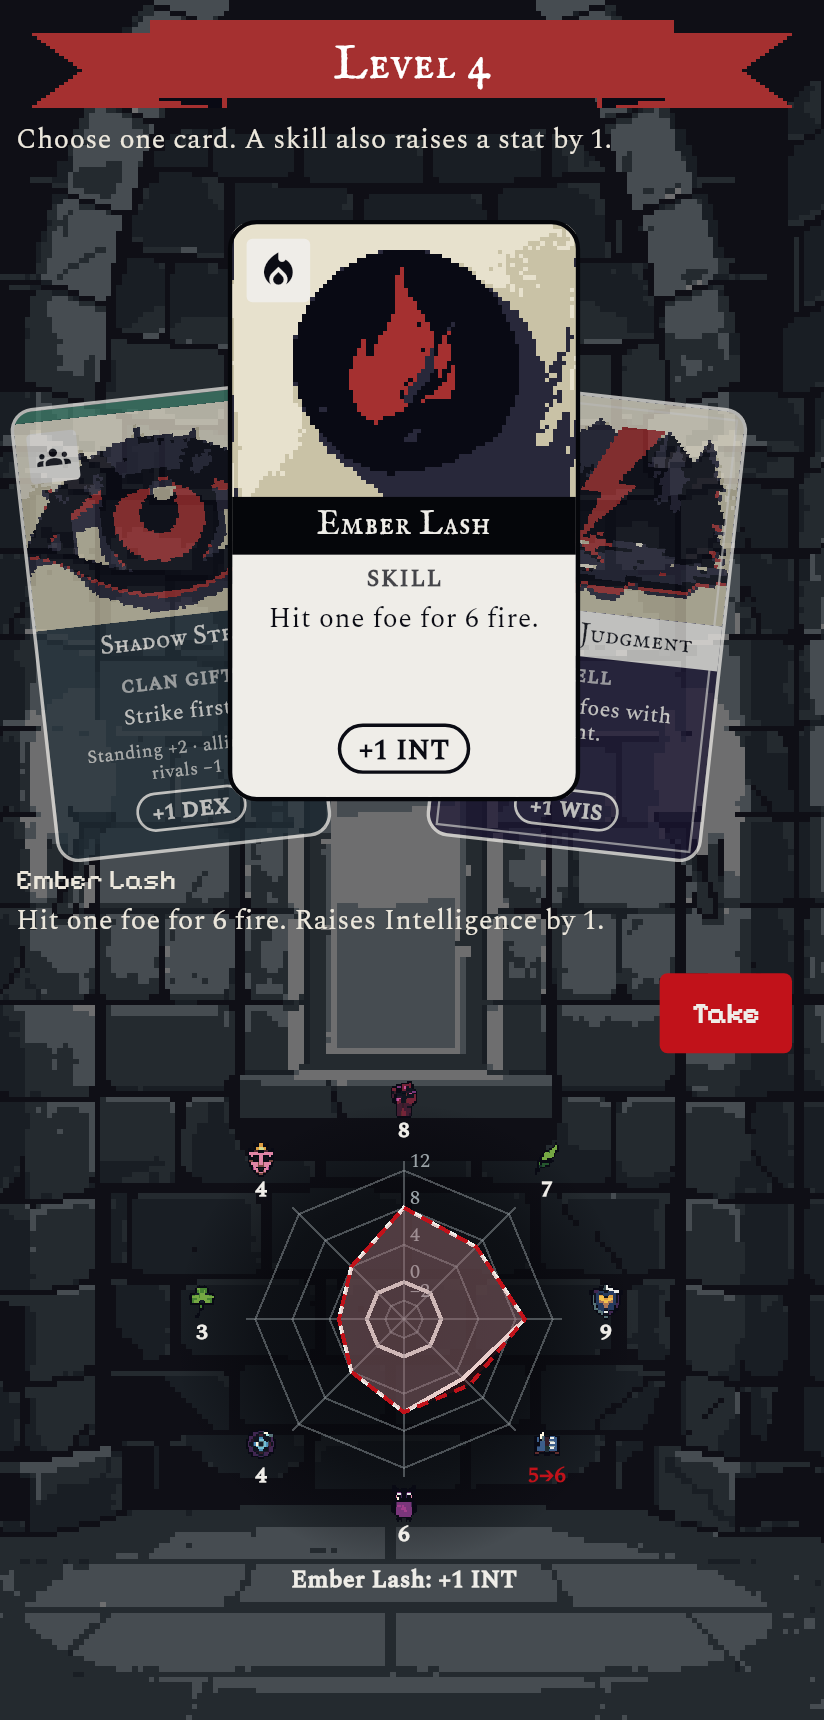 Level 4
Choose one card. A skill also raises a stat by 1.
Ember Lash
SKILL
Hit one foe for 6 fire.
+1 INT
Shadow
CLAN
Strike first
Standing +2 ·
rivals −1
+1 DEX
Judgment
foes with
+1 WIS
Ember Lash
Hit one foe for 6 fire. Raises Intelligence by 1.
Take
8
12
4
7
8
4
0
−2
3
9
4
5→6
6
Ember Lash: +1 INT